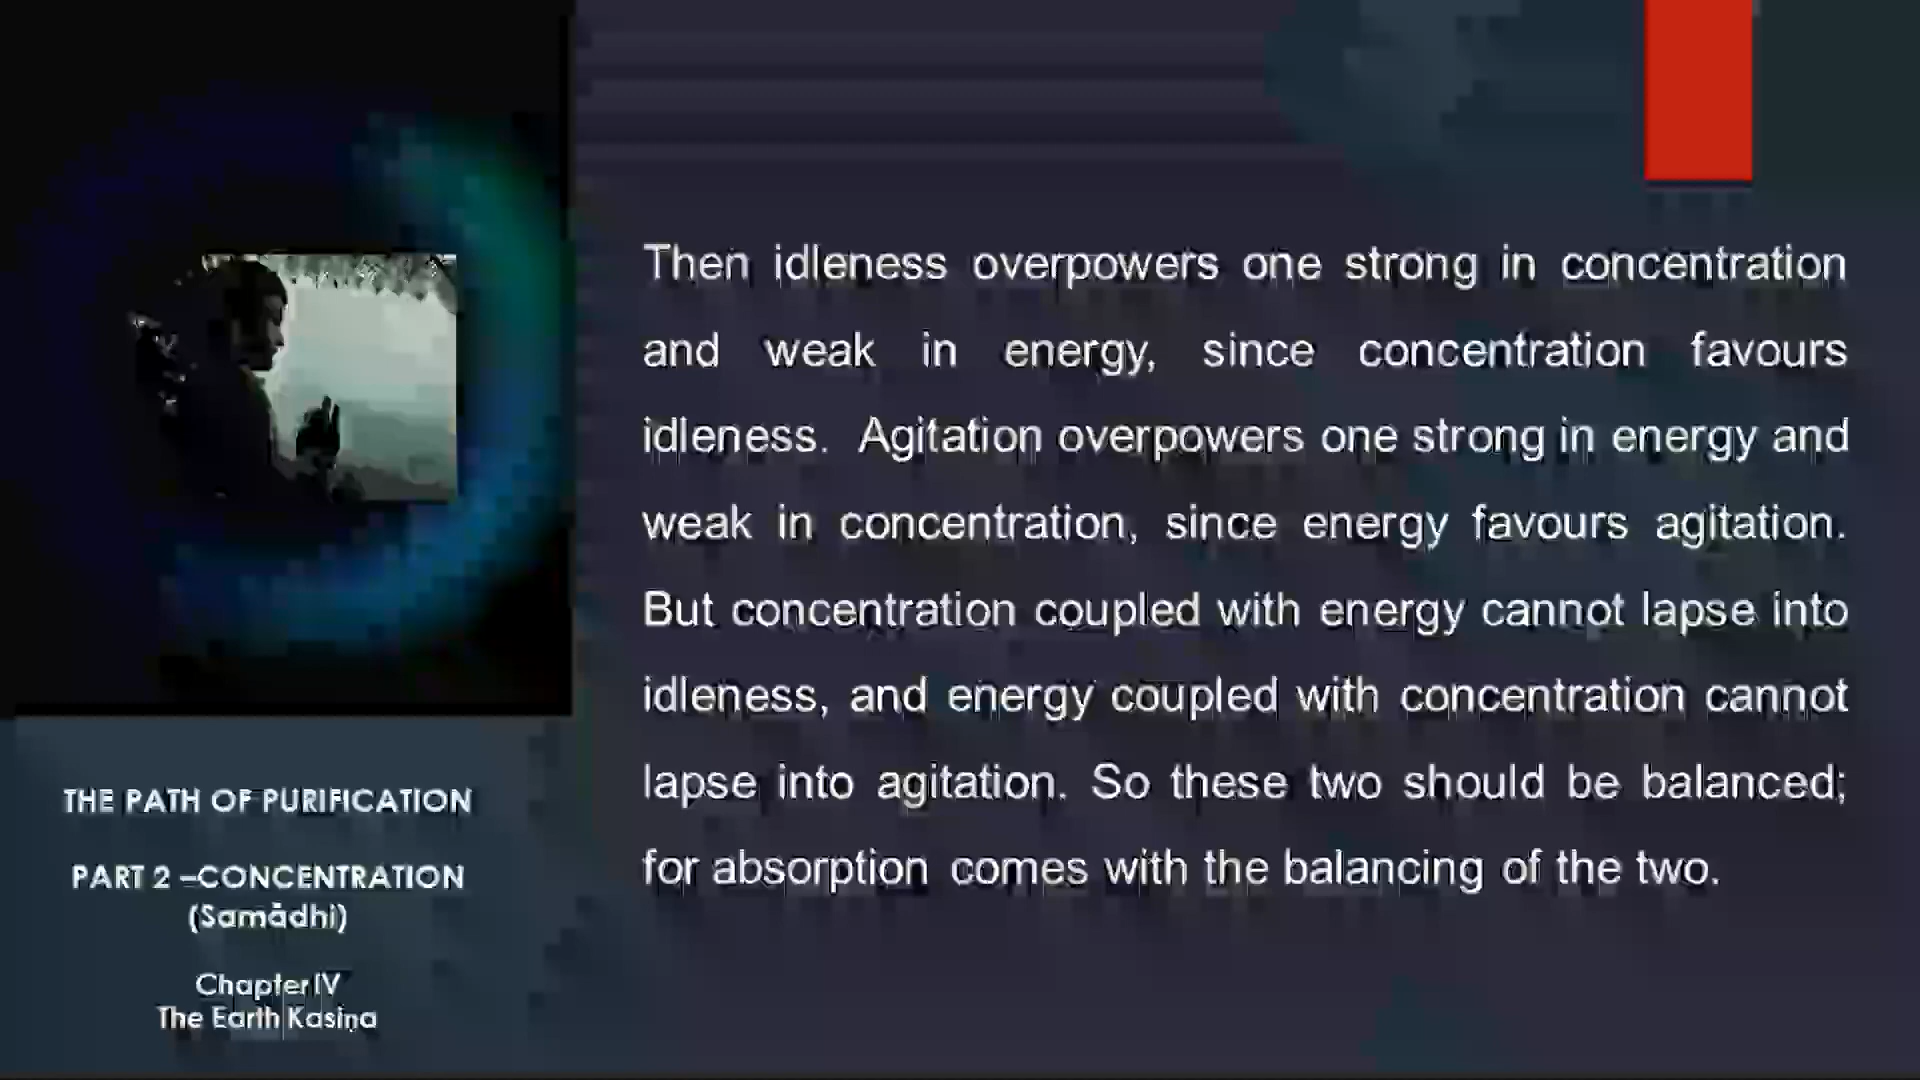 Then idleness overpowers one strong in concentration
and weak in energy, since concentration favours
idleness. Agitation overpowers one strong in energy and
weak in concentration, since energy favours agitation.
But concentration coupled with energy cannot lapse into
idleness, and energy coupled with concentration cannot
lapse into agitation. So these two should be balanced;
for absorption comes with the balancing of the two.
THE PATH OF PURIFICATION
PART 2 –CONCENTRATION
(Samādhi)
Chapter IV
The Earth Kasiṇa